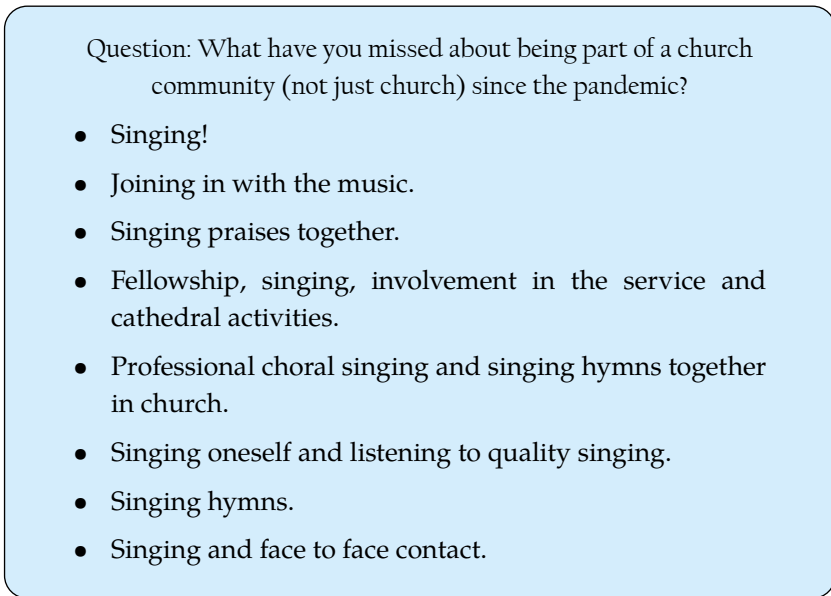 Question: What have you missed about being part of a church
community (not just church) since the pandemic?
• Singing!
• Joining in with the music.
• Singing praises together.
• Fellowship, singing, involvement in the service and
cathedral activities.
• Professional choral singing and singing hymns together
in church.
• Singing oneself and listening to quality singing.
• Singing hymns.
• Singing and face to face contact.